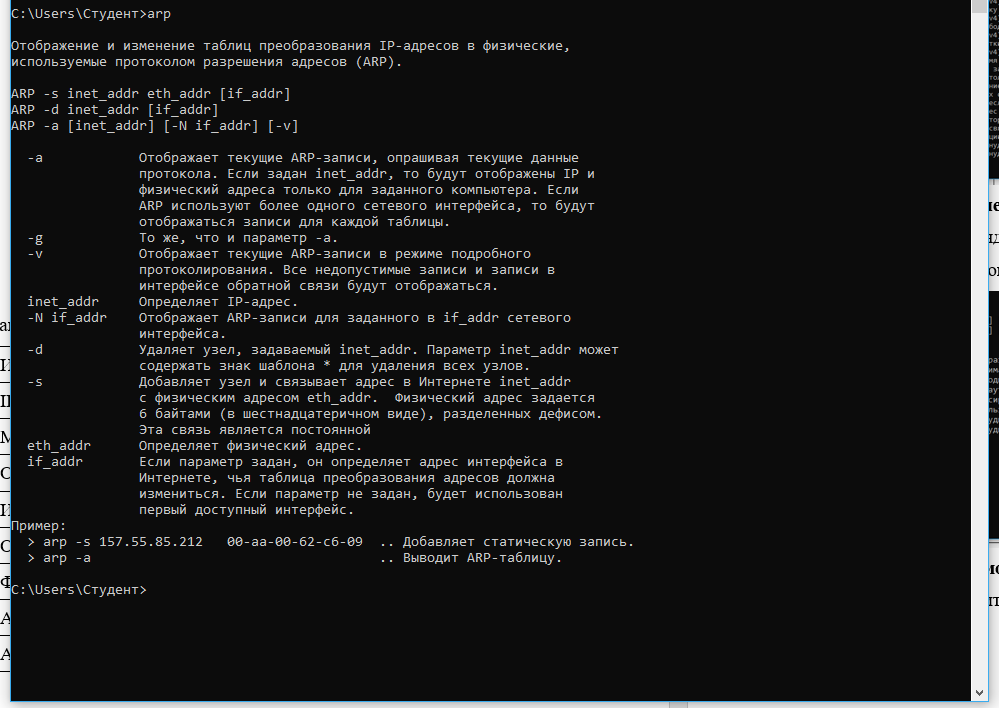 C:\Users\Студент>arp
Отображение и изменение таблиц преобразования IP-адресов в физические,
используемые протоколом разрешения адресов (ARP).
ARP -s inet_addr eth_addr [if_addr]
ARP -d inet_addr [if_addr]
ARP -a [inet_addr] [-N if_addr] [-v]
-a Отображает текущие ARP-записи, опрашивая текущие данные
протокола. Если задан inet_addr, то будут отображены IP и
физический адреса только для заданного компьютера. Если
ARP используют более одного сетевого интерфейса, то будут
отображаться записи для каждой таблицы.
-g То же, что и параметр -a.
-v Отображает текущие ARP-записи в режиме подробного
протоколирования. Все недопустимые записи и записи в
интерфейсе обратной связи будут отображаться.
inet_addr Определяет IP-адрес.
-N if_addr Отображает ARP-записи для заданного в if_addr сетевого
интерфейса.
-d Удаляет узел, задаваемый inet_addr. Параметр inet_addr может
содержать знак шаблона * для удаления всех узлов.
-s Добавляет узел и связывает адрес в Интернете inet_addr
с физическим адресом eth_addr. Физический адрес задается
6 байтами (в шестнадцатеричном виде), разделенных дефисом.
Эта связь является постоянной
eth_addr Определяет физический адрес.
if_addr Если параметр задан, он определяет адрес интерфейса в
Интернете, чья таблица преобразования адресов должна
измениться. Если параметр не задан, будет использован
первый доступный интерфейс.
Пример:
> arp -s 157.55.85.212 00-aa-00-62-c6-09 .. Добавляет статическую запись.
> arp -a .. Выводит ARP-таблицу.
C:\Users\Студент>